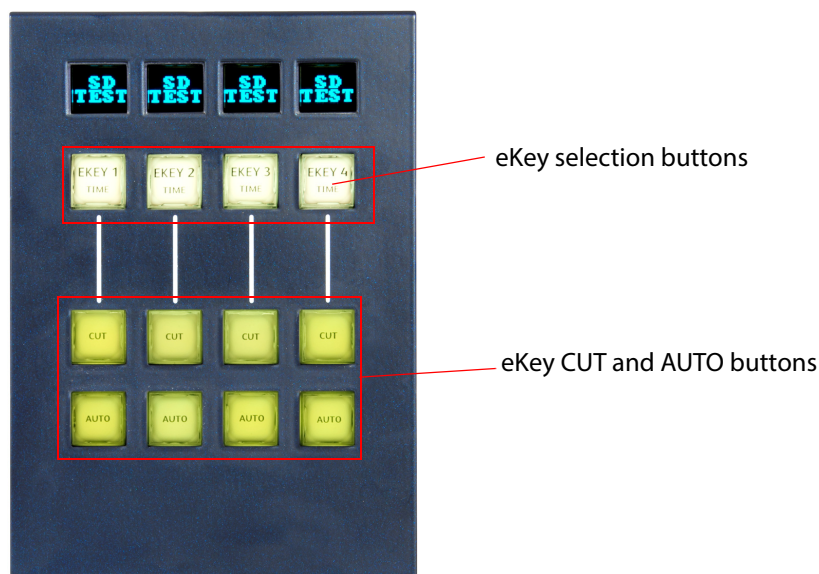 SD SD SD SD
TEST TEST TEST TEST
EKEY 1 EKEY 2 EKEY 3 EKEY 4
TIME TIME TIME TIME
eKey selection buttons
CUT CUT CUT CUT
eKey CUT and AUTO buttons
AUTO AUTO AUTO AUTO